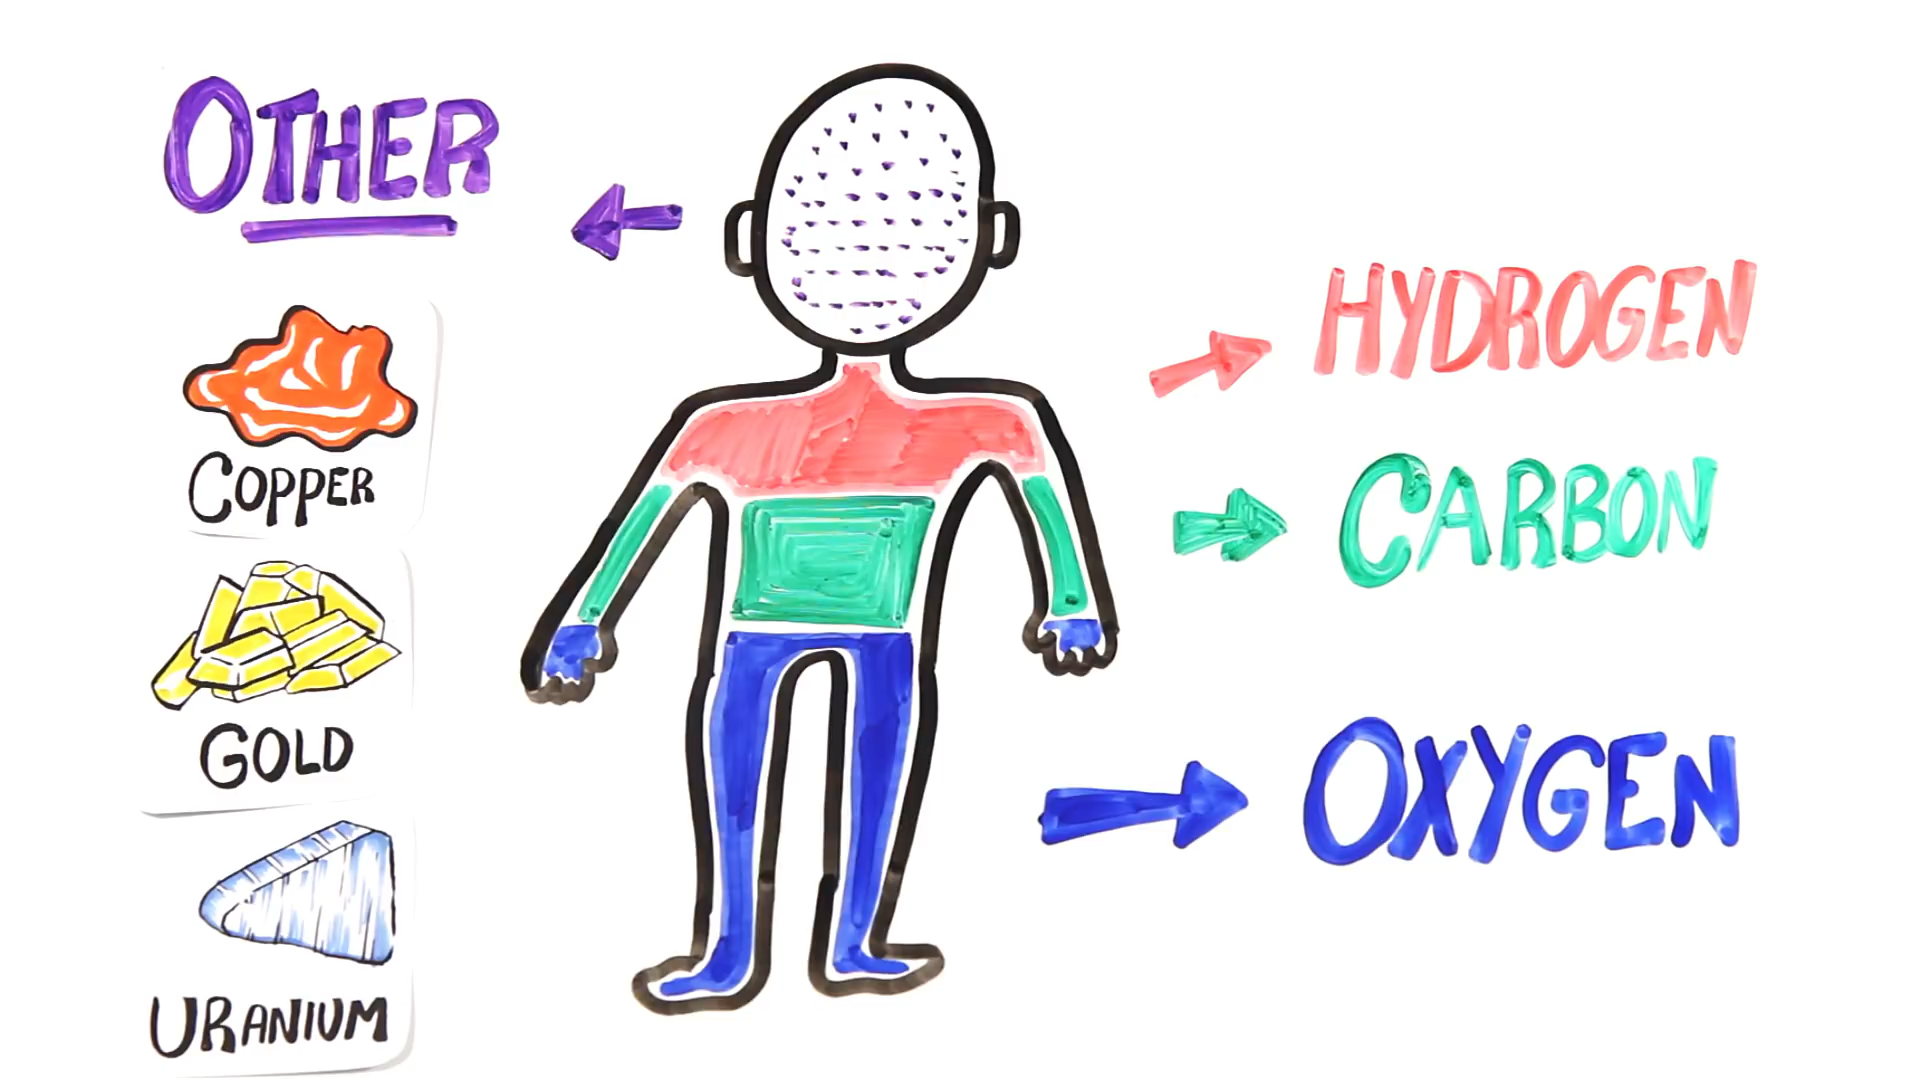 OTHER
COPPER
GOLD
URANIUM
HYDROGEN
CARBON
OXYGEN